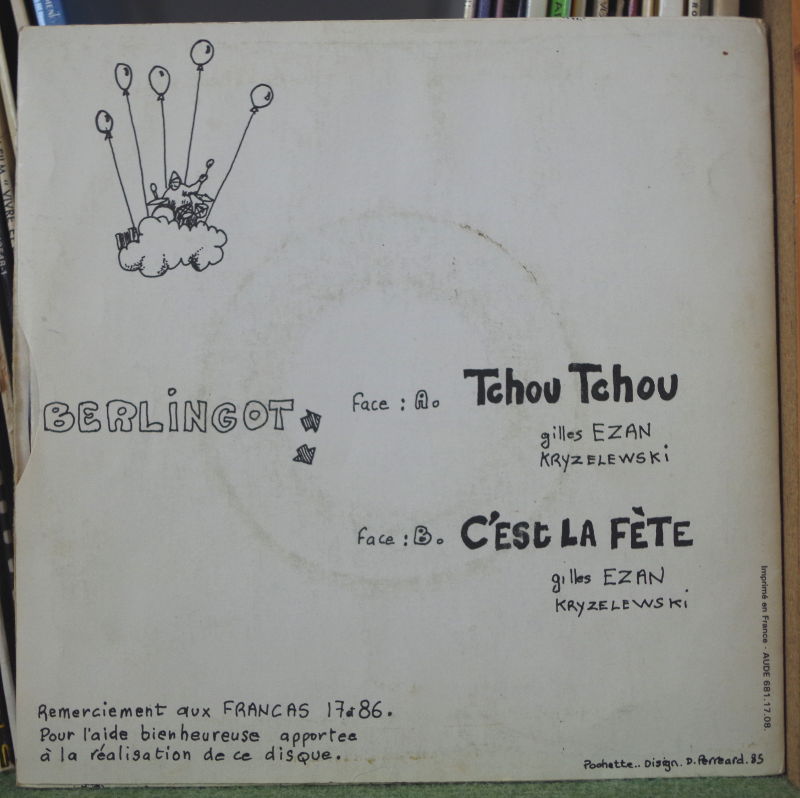 BERLINGOT
Face : A.
Tchou Tchou
gilles EZAN
KRYZELEWSKi
Face : B.
C'ESt LA FÈTE
gilles EZAN
KRYZELEWSKi
Remerciement aux FRANCAS 17 86.
Pour l'aide bienheureuse apportee
à la réalisation de ce disque.
Pochette.. Disign. D. Perreard. 85
Imprimé en France - AUDE 681.17.08.
VIVRE